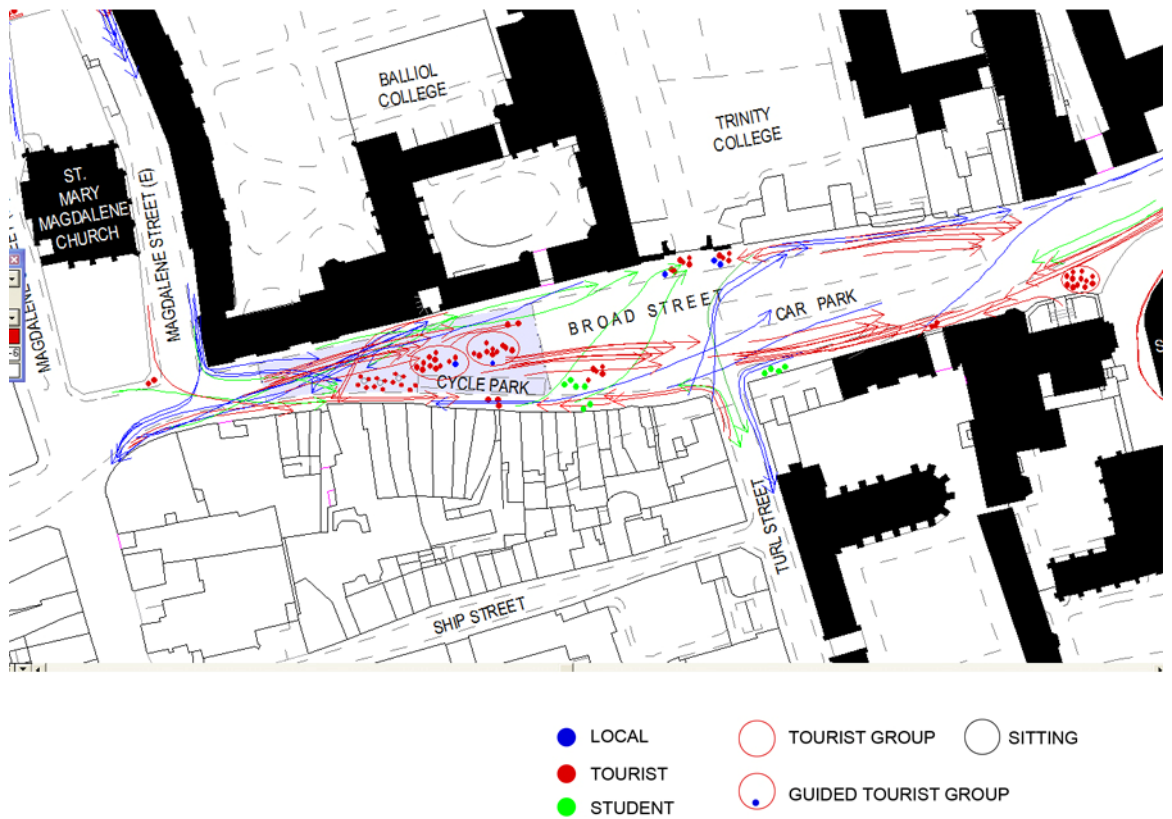 BALLIOL
COLLEGE
TRINITY
COLLEGE
ST.
MARY
MAGDALENE
CHURCH
MAGDALENE STREET (E)
MAGDALENE
BROAD STREET
CAR PARK
CYCLE PARK
TURL STREET
SHIP STREET
LOCAL
TOURIST
STUDENT
TOURIST GROUP
GUIDED TOURIST GROUP
SITTING